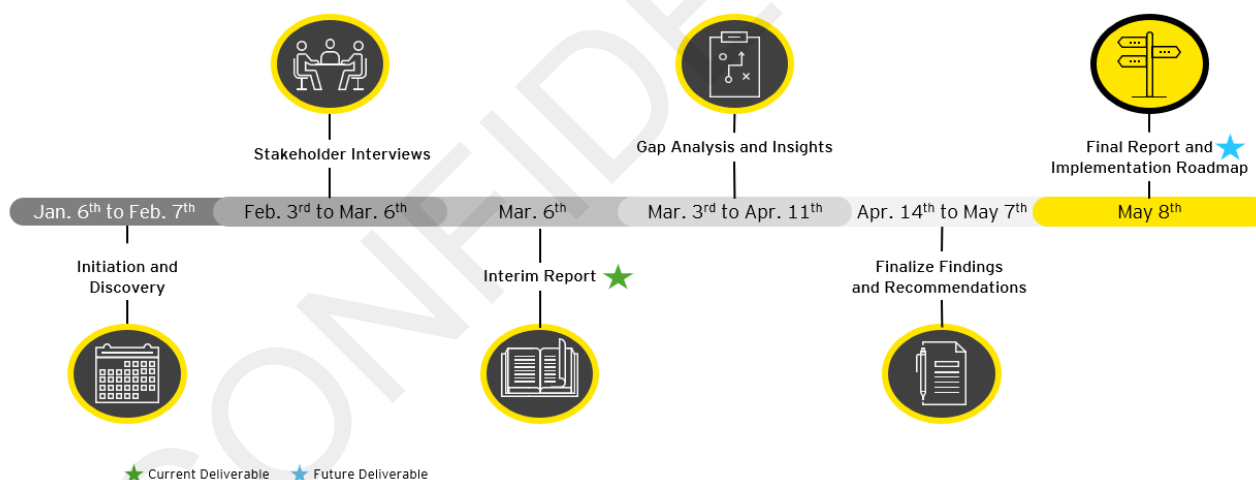 Stakeholder Interviews
Gap Analysis and Insights
Final Report and
Implementation Roadmap
Jan. 6th to Feb. 7th
Feb. 3rd to Mar. 6th
Mar. 6th
Mar. 3rd to Apr. 11th
Apr. 14th to May 7th
May 8th
Initiation and
Discovery
Interim Report
Finalize Findings
and Recommendations
Current Deliverable
Future Deliverable
CONFIDE